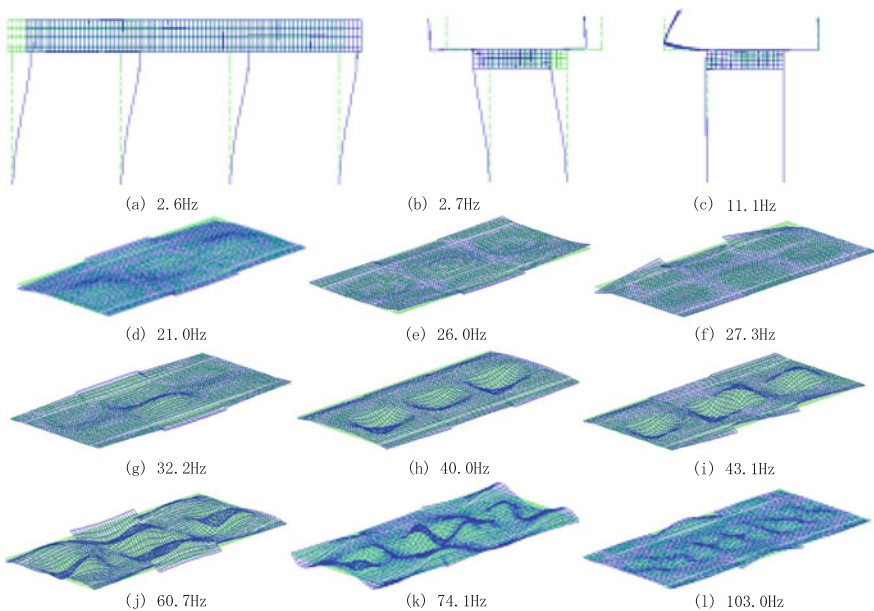 (a) 2.6Hz
(b) 2.7Hz
(c) 11.1Hz
(d) 21.0Hz
(e) 26.0Hz
(f) 27.3Hz
(g) 32.2Hz
(h) 40.0Hz
(i) 43.1Hz
(j) 60.7Hz
(k) 74.1Hz
(l) 103.0Hz